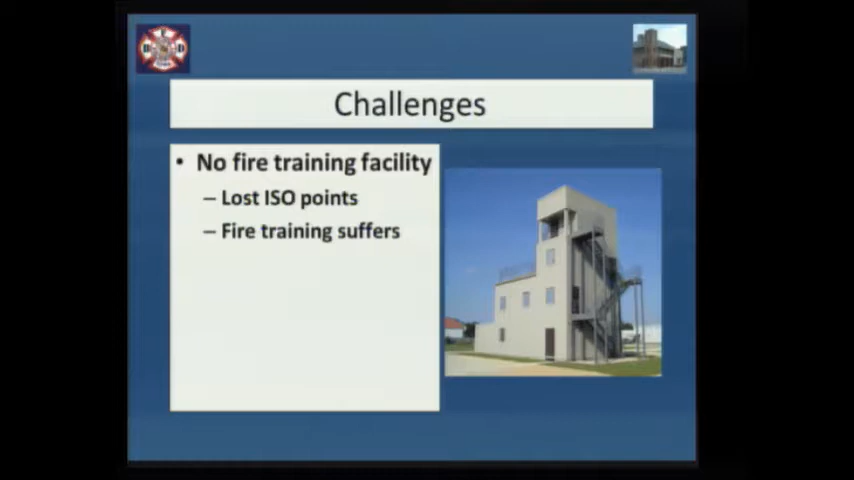 Challenges
• No fire training facility
– Lost ISO points
– Fire training suffers